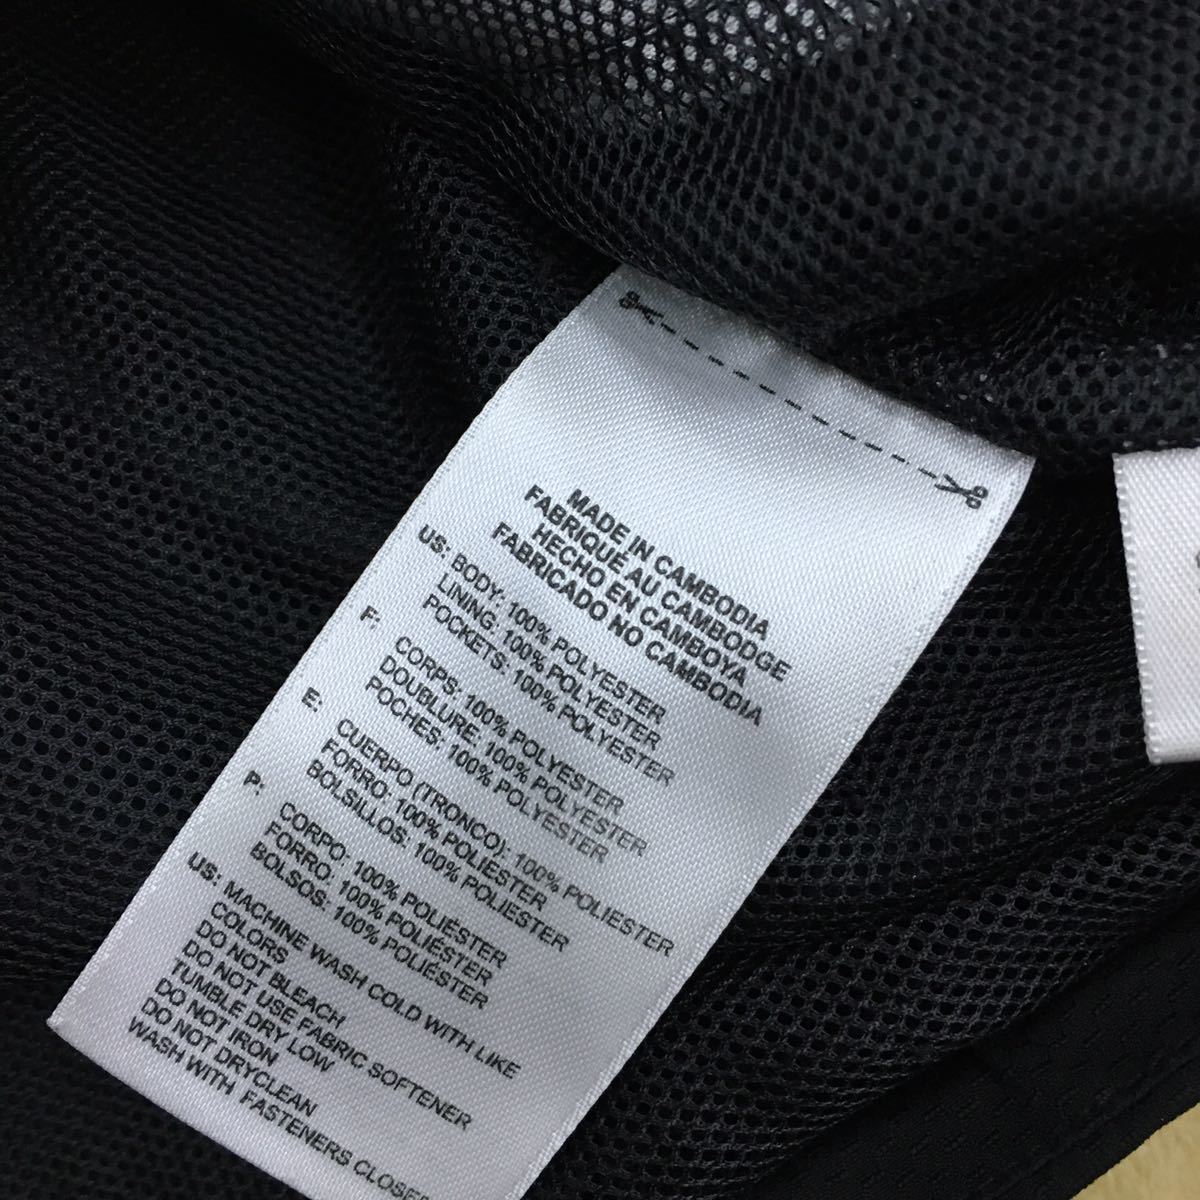 MADE IN CAMBODIA
FABRIQUÉ AU CAMBODGE
HECHO EN CAMBOYA
FABRICADO NO CAMBODIA
US: BODY: 100% POLYESTER
LINING: 100% POLYESTER
POCKETS: 100% POLYESTER
F: CORPS: 100% POLYESTER
DOUBLURE: 100% POLYESTER
POCHES: 100% POLYESTER
E: CUERPO (TRONCO): 100% POLIESTER
FORRO: 100% POLIÉSTER
BOLSILLOS: 100% POLIESTER
P: CORPO: 100% POLIÉSTER
FORRO: 100% POLIÉSTER
BOLSOS: 100% POLIÉSTER
US: MACHINE WASH COLD WITH LIKE
COLORS
DO NOT BLEACH
DO NOT USE FABRIC SOFTENER
TUMBLE DRY LOW
DO NOT IRON
DO NOT DRYCLEAN
WASH WITH FASTENERS CLOSED